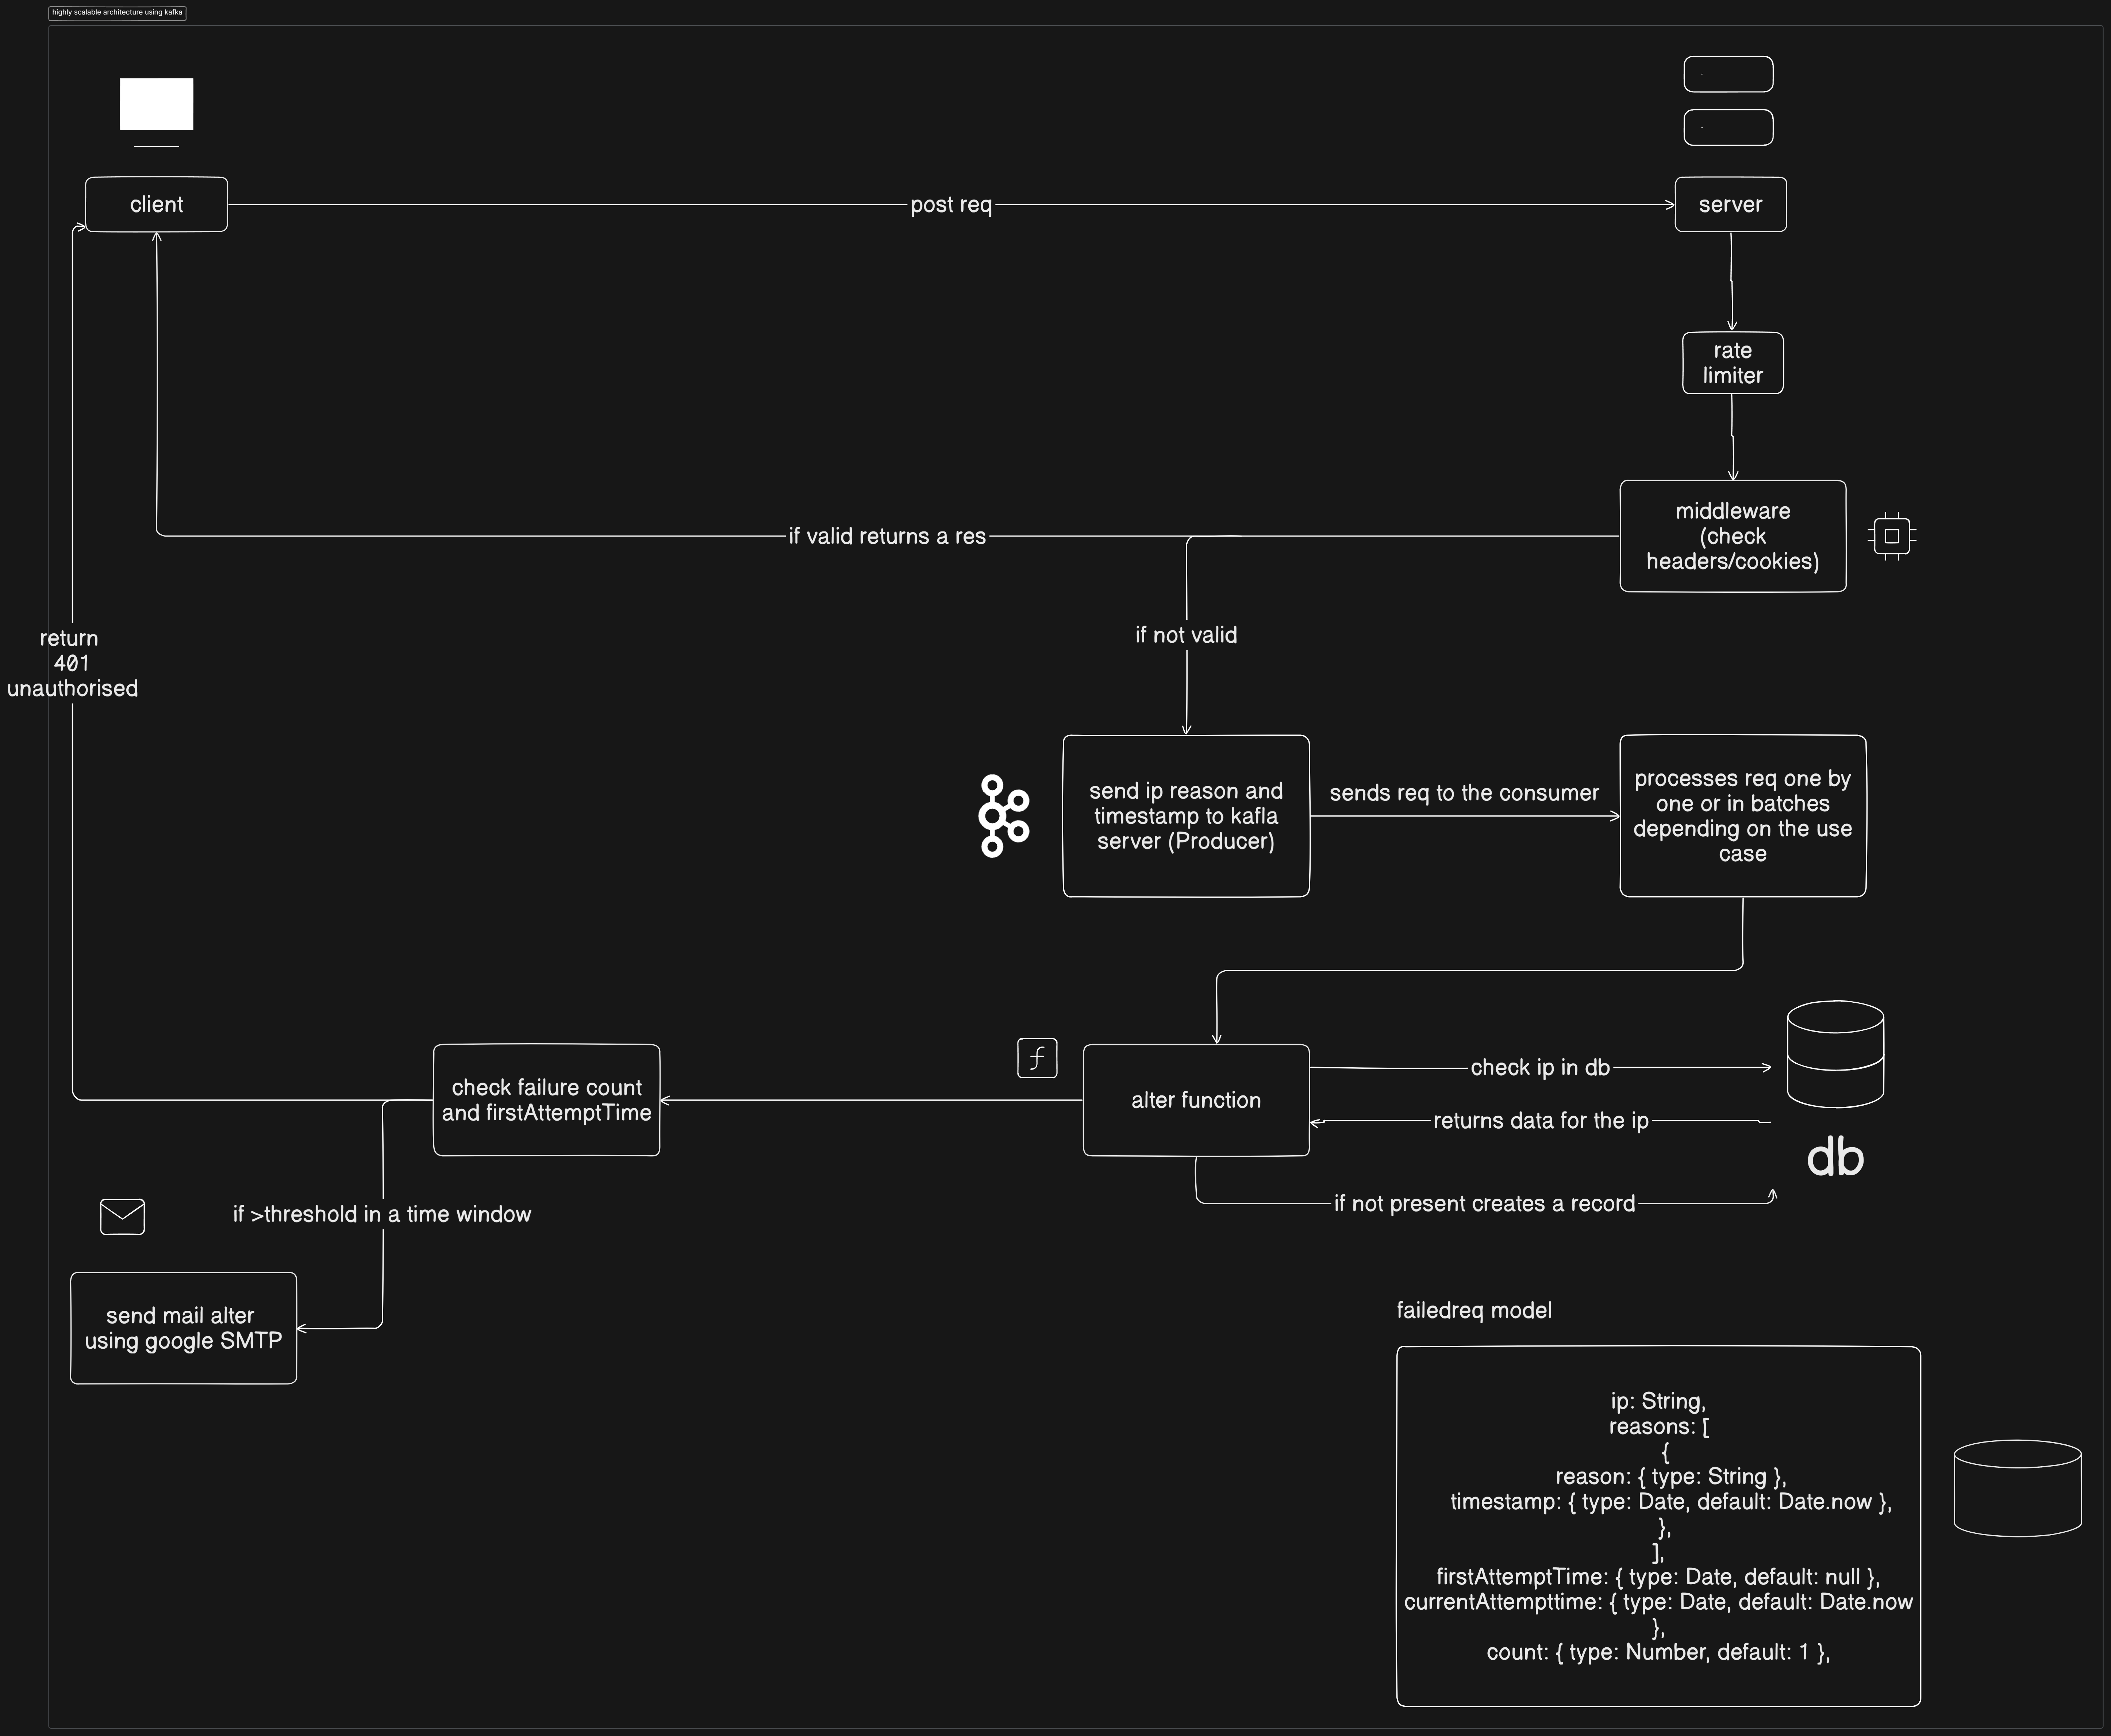 highly scalable architecture using kafka
client
post req
server
rate
limiter
middleware
(check
headers/cookies)
if valid returns a res
return
401
unauthorised
if not valid
send ip reason and
timestamp to kafla
server (Producer)
sends req to the consumer
processes req one by
one or in batches
depending on the use
case
check failure count
and firstAttemptTime
alter function
check ip in db
returns data for the ip
db
if not present creates a record
if >threshold in a time window
send mail alter
using google SMTP
failedreq model
ip: String,
reasons: [
{
reason: { type: String },
timestamp: { type: Date, default: Date.now },
},
],
firstAttemptTime: { type: Date, default: null },
currentAttempttime: { type: Date, default: Date.now
},
count: { type: Number, default: 1 },